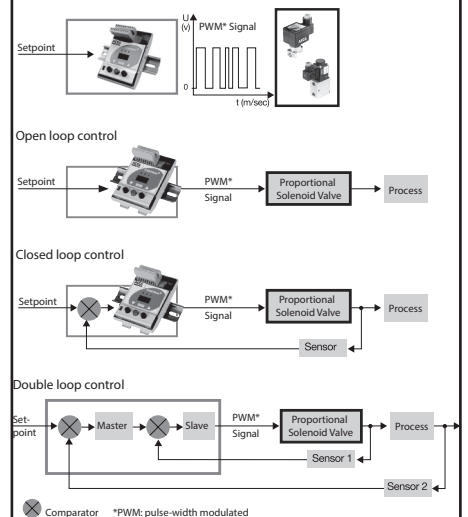 U
(v)
PWM* Signal
Setpoint
0
t (m/sec)
Open loop control
Setpoint
PWM*
Signal
Proportional
Solenoid Valve
Process
Closed loop control
Setpoint
PWM*
Signal
Proportional
Solenoid Valve
Process
Sensor
Double loop control
Set-
point
Master
Slave
PWM*
Signal
Proportional
Solenoid Valve
Process
Sensor 1
Sensor 2
Comparator *PWM: pulse-width modulated